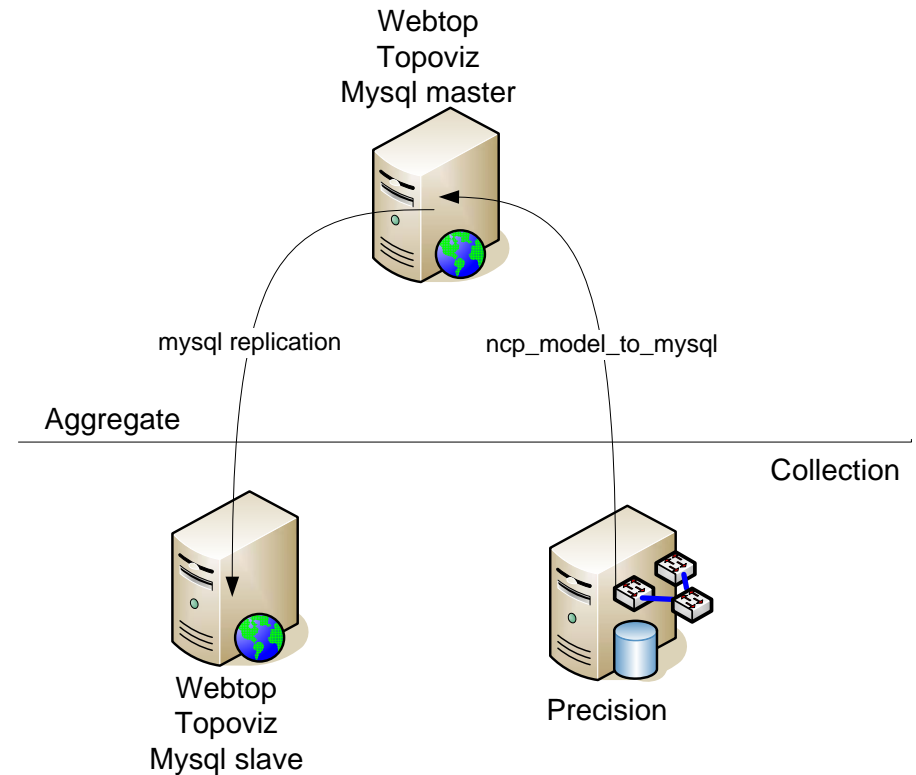 Webtop
Topoviz
Mysql master
mysql replication
ncp_model_to_mysql
Aggregate
Collection
Webtop
Topoviz
Mysql slave
Precision